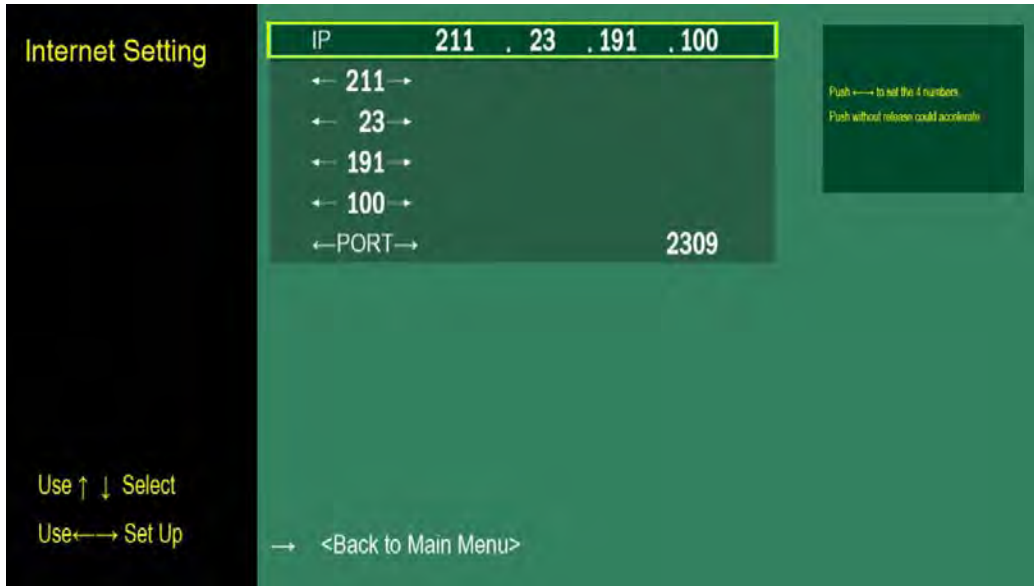 Internet Setting
IP 211 . 23 . 191 . 100
← 211→
← 23→
← 191→
← 100→
←PORT→ 2309
Push ←→ to set the 4 numbers.
Push without release could accelerate
Use ↑ ↓ Select
Use←→ Set Up
→ <Back to Main Menu>